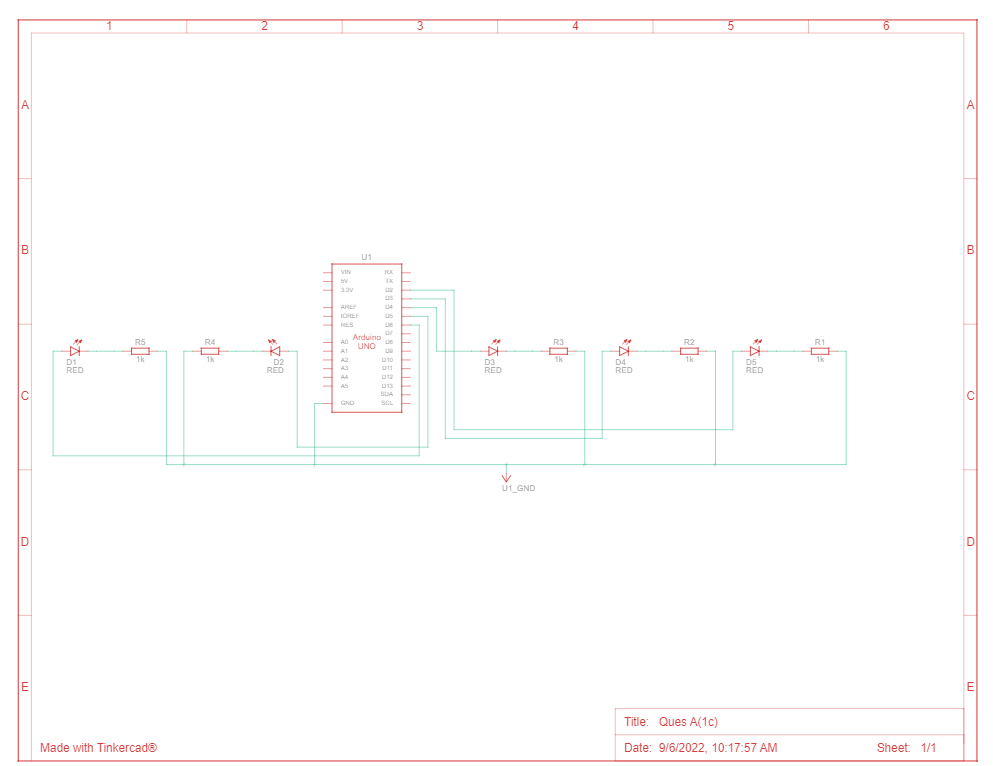 1 2 3 4 5 6
A A
B B
U1
VIN RX
5V TX
3.3V D2
D3
AREF D4
IOREF D5
RES D6
D7
Arduino
UNO
A0 D8
A1 D9
A2 D10
A3 D11
A4 D12
A5 D13
SDA
GND SCL
R5 R4 R3 R2 R1
1k 1k 1k 1k 1k
D1 D2 D3 D4 D5
RED RED RED RED RED
C C
U1_GND
D D
E E
Title: Ques A(1c)
Made with Tinkercad®
Date: 9/6/2022, 10:17:57 AM Sheet: 1/1